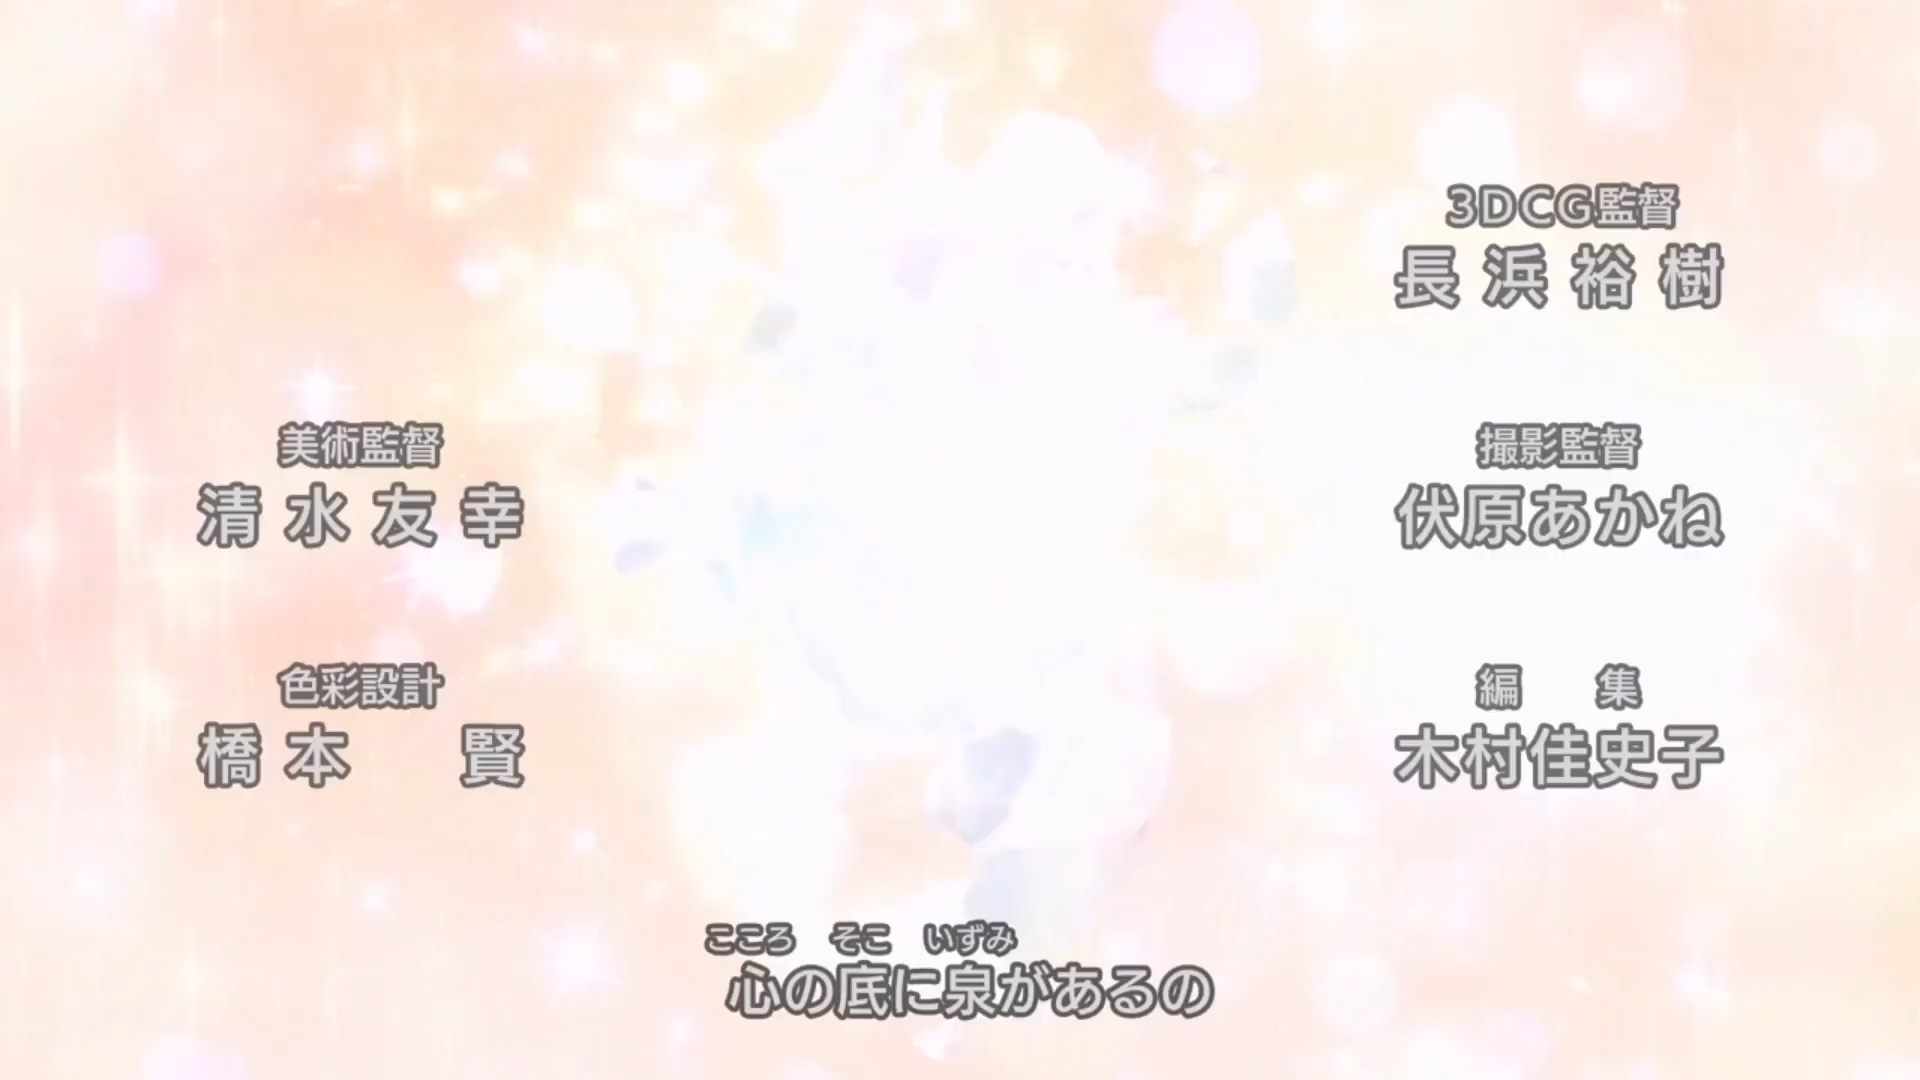 3DCG監督
長浜裕樹
美術監督
清水友幸
撮影監督
伏原あかね
色彩設計
橋本 賢
編 集
木村佳史子
こころ そこ いずみ
心の底に泉があるの